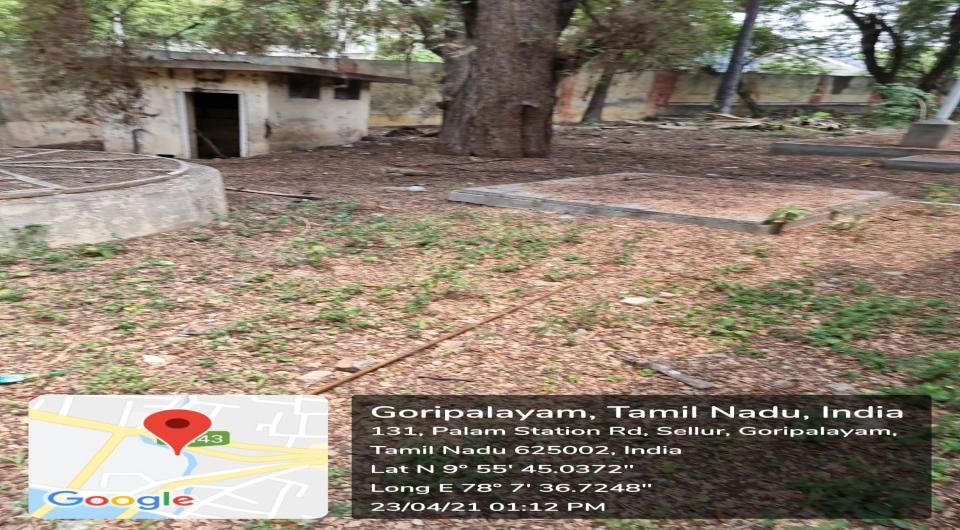 43
Google
Goripalayam, Tamil Nadu, India
131, Palam Station Rd, Sellur, Goripalayam,
Tamil Nadu 625002, India
Lat N 9° 55' 45.0372"
Long E 78° 7' 36.7248"
23/04/21 01:12 PM